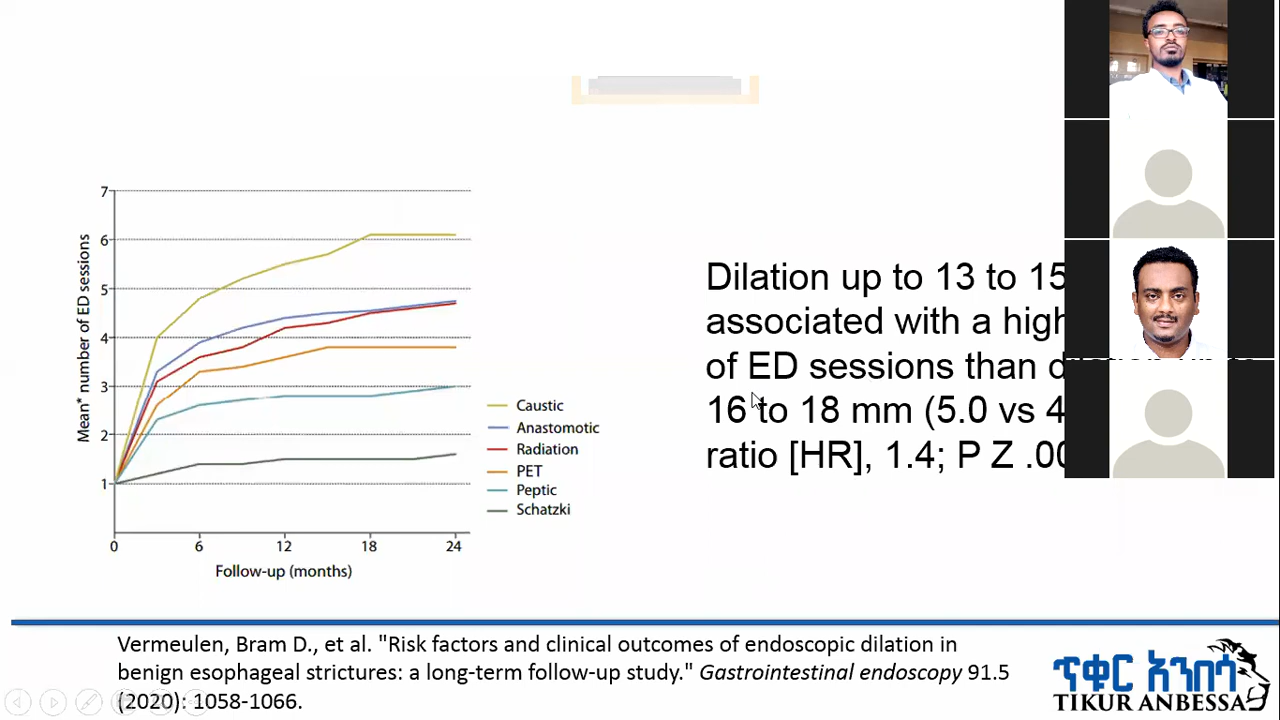 7
6
5
4
3
2
1
Mean* number of ED sessions
0 6 12 18 24
Follow-up (months)
Caustic
Anastomotic
Radiation
PET
Peptic
Schatzki
Dilation up to 13 to 15
associated with a high
of ED sessions than
16 to 18 mm (5.0 vs 4
ratio [HR], 1.4; P Z .00
Vermeulen, Bram D., et al. "Risk factors and clinical outcomes of endoscopic dilation in
benign esophageal strictures: a long-term follow-up study." Gastrointestinal endoscopy 91.5
(2020): 1058-1066.
ጥቁር አንበሳ
TIKUR ANBESSA